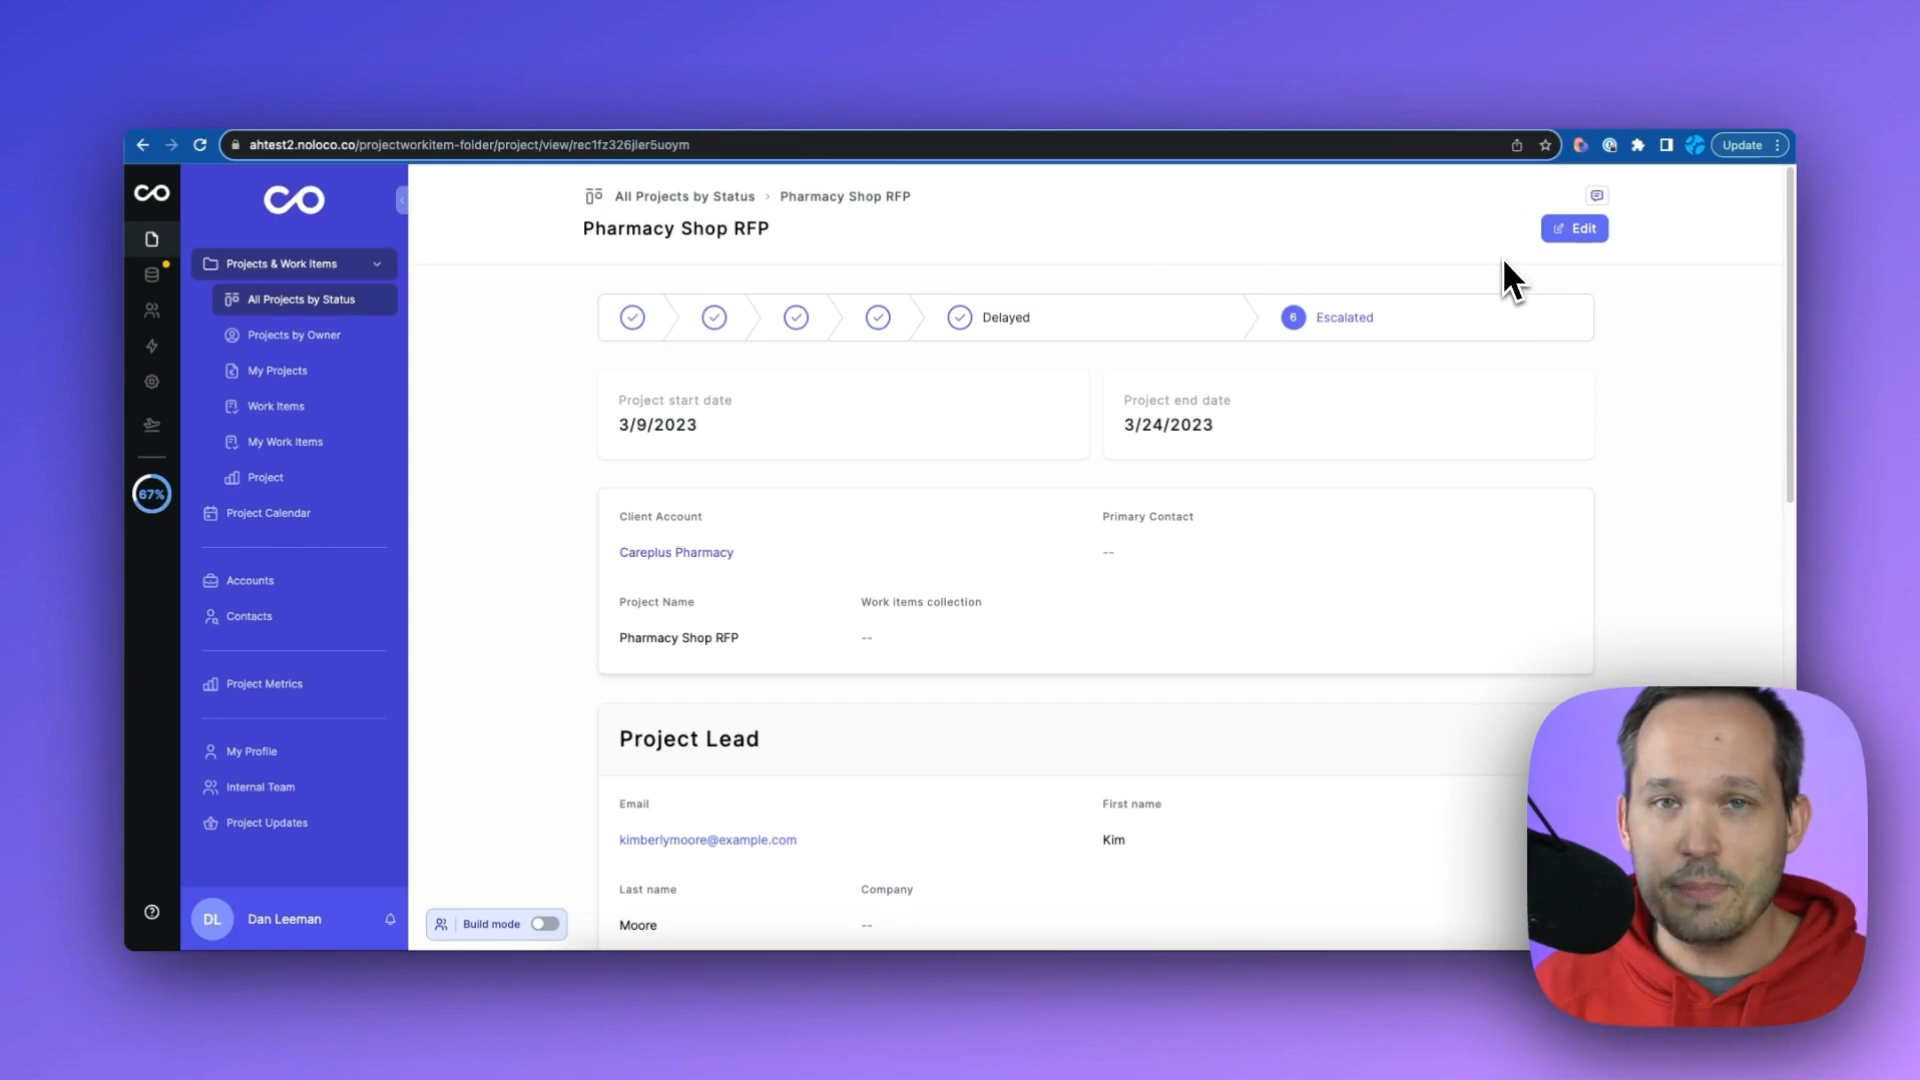 ahtest2.noloco.co/projectworkitem-folder/project/view/rec1fz326jler5uoym
Update
67%
Projects & Work Items
All Projects by Status
Projects by Owner
My Projects
Work Items
My Work Items
Project
Project Calendar
Accounts
Contacts
Project Metrics
My Profile
Internal Team
Project Updates
DL Dan Leeman
All Projects by Status > Pharmacy Shop RFP
Pharmacy Shop RFP
Edit
Delayed
6 Escalated
Project start date
3/9/2023
Project end date
3/24/2023
Client Account
Primary Contact
Careplus Pharmacy
--
Project Name
Work items collection
Pharmacy Shop RFP
--
Project Lead
Email
First name
kimberlymoore@example.com
Kim
Last name
Company
Moore
--
Build mode